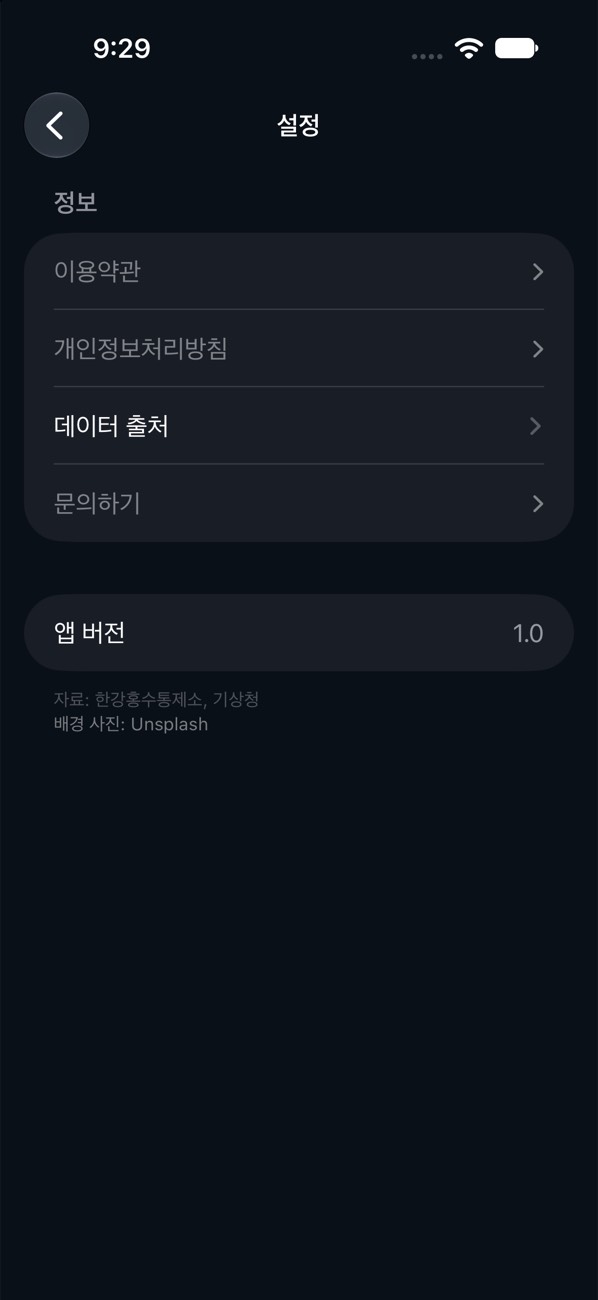 9:29
설정
정보
이용약관
개인정보처리방침
데이터 출처
문의하기
앱 버전 1.0
자료: 한강홍수통제소, 기상청
배경 사진: Unsplash